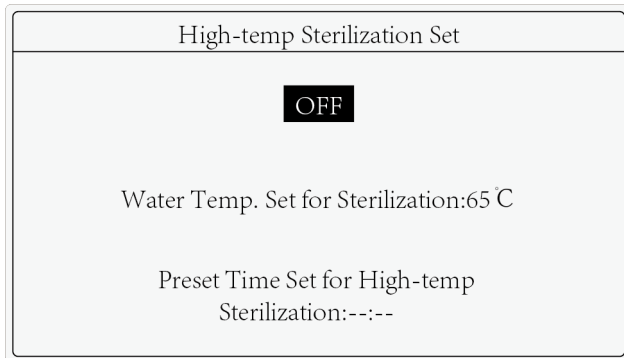 High-temp Sterilization Set
OFF
Water Temp. Set for Sterilization:65℃
Preset Time Set for High-temp
Sterilization:--:--